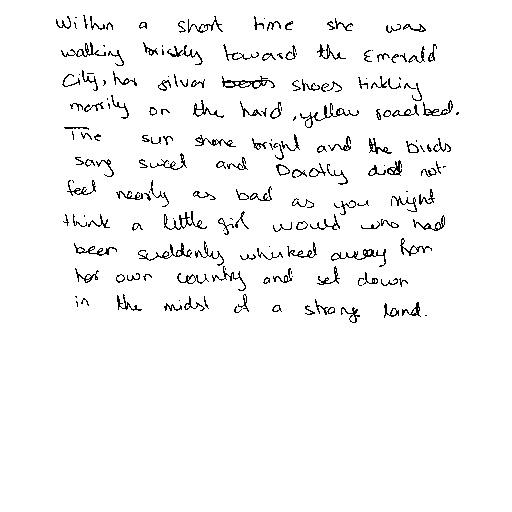 Within a short time she was
walking briskly toward the Emerald
City, her silver shoes tinkling
merrily on the hard, yellow roadbed.
The sun shone bright and the birds
sang sweet and Dorothy did not
feel nearly as bad as you might
think a little girl would who had
been suddenly whisked away from
her own country and set down
in the midst of a strange land.